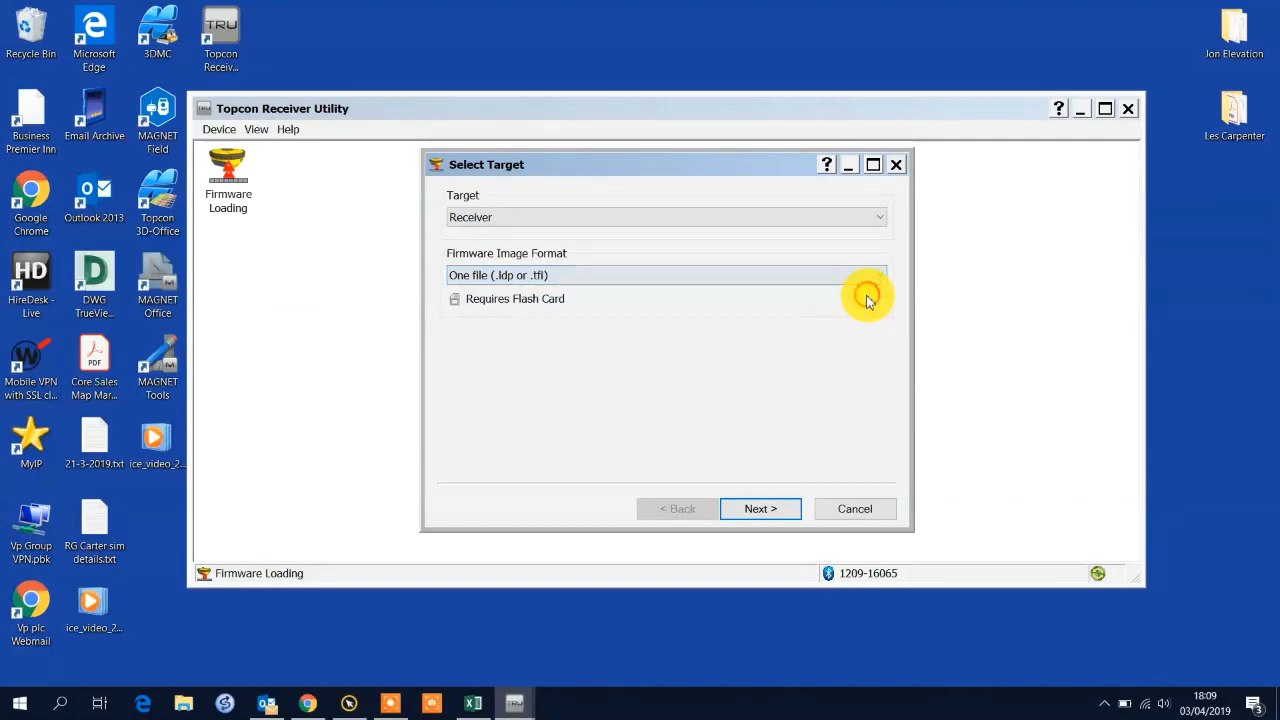 Recycle Bin
Microsoft
Edge
3DMC
TRU
Topcon
Receiv...
Jon Elevation
Business
Premier Inn
Email Archive
MAGNET
Field
Les Carpenter
Google
Chrome
Outlook 2013
Topcon
3D-Office
HD
HireDesk -
Live
DWG
TrueView...
MAGNET
Office
Mobile VPN
with SSL cl...
PDF
Core Sales
Map Mar...
MAGNET
Tools
MyIP
21-3-2019.txt
ice_video_2...
Vp Group
VPN.pbk
RG Carter sim
details.txt
Vp plc
Webmail
ice_video_2...
TRU
Topcon Receiver Utility
?
Device View Help
Firmware
Loading
Select Target
?
Target
Receiver
Firmware Image Format
One file (.ldp or .tfi)
Requires Flash Card
< Back
Next >
Cancel
Firmware Loading
1209-16065
TRU
18:09
03/04/2019
3